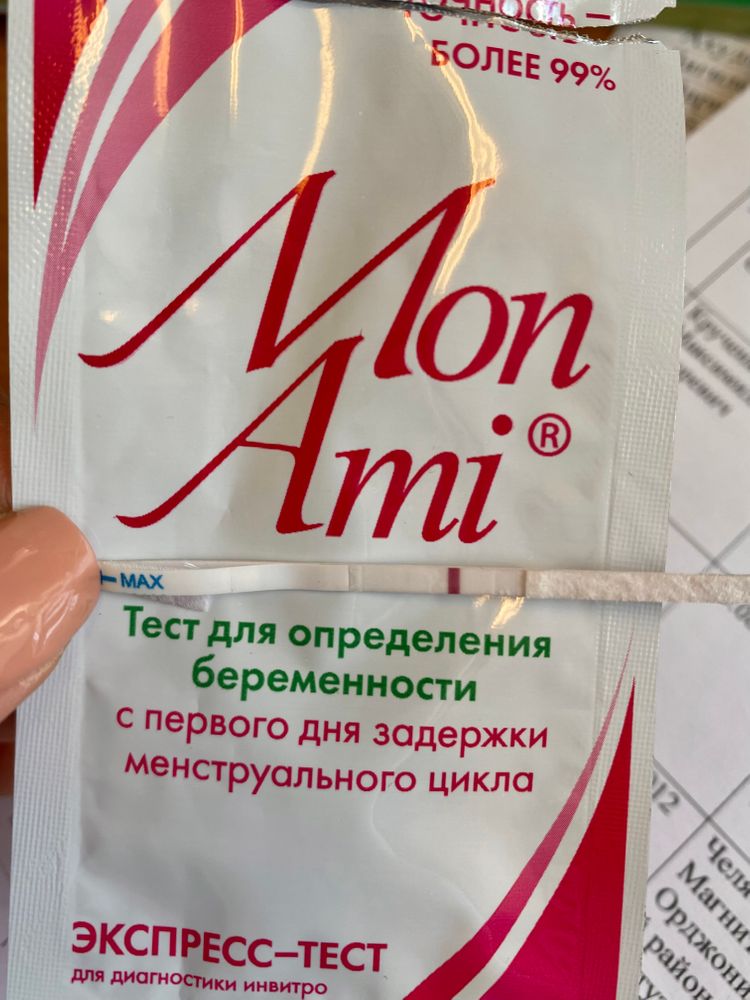 БОЛЕЕ 99%
Mon
Ami®
MAX
Тест для определения
беременности
с первого дня задержки
менструального цикла
ЭКСПРЕСС–ТЕСТ
для диагностики инвитро